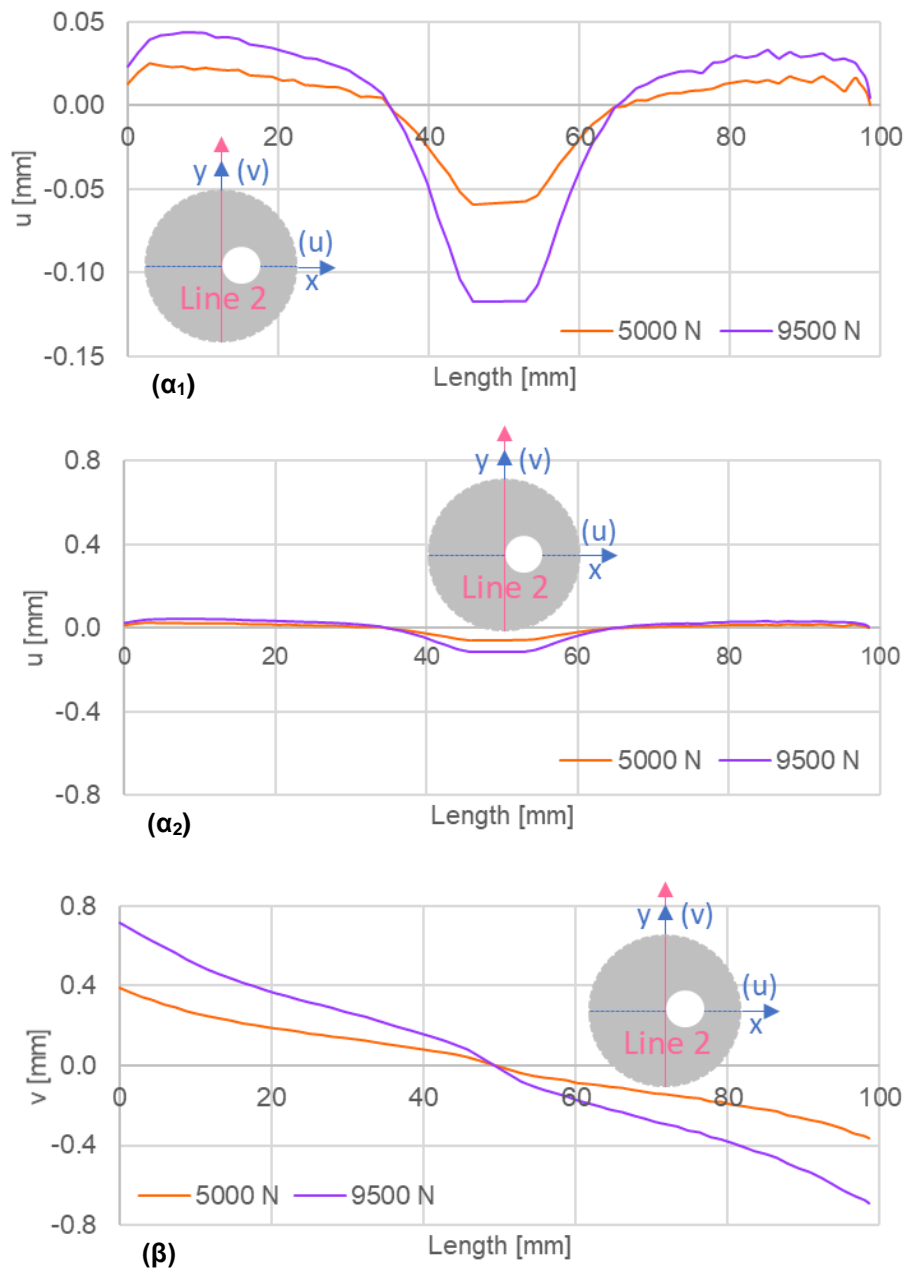 0.05
0.00
-0.05
-0.10
-0.15
u [mm]
0 20 40 60 80 100
y (v)
(u)
x
Line 2
5000 N 9500 N
Length [mm]
(α₁)
0.8
0.4
0.0
-0.4
-0.8
u [mm]
0 20 40 60 80 100
y (v)
(u)
x
Line 2
5000 N 9500 N
Length [mm]
(α₂)
0.8
0.4
0.0
-0.4
-0.8
v [mm]
0 20 40 60 80 100
y (v)
(u)
x
Line 2
5000 N 9500 N
Length [mm]
(β)